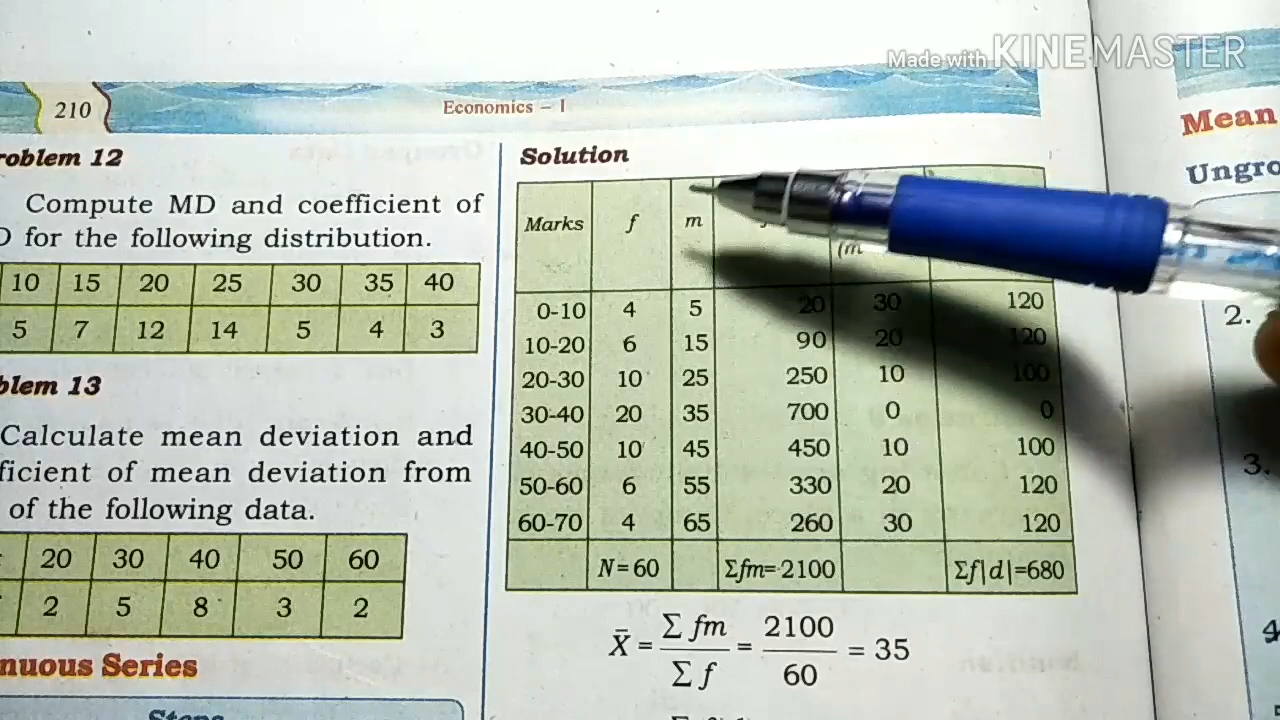 Made with KINEMASTER
210
Economics – I
roblem 12
Compute MD and coefficient of
D for the following distribution.
10 15 20 25 30 35 40
5 7 12 14 5 4 3
blem 13
Calculate mean deviation and
ficient of mean deviation from
of the following data.
20 30 40 50 60
2 5 8 3 2
nuous Series
Steps
Solution
Marks f m (m
0-10 4 5 20 30 120
10-20 6 15 90 20 120
20-30 10 25 250 10 100
30-40 20 35 700 0 0
40-50 10 45 450 10 100
50-60 6 55 330 20 120
60-70 4 65 260 30 120
N=60 Σfm=2100 Σf|d|=680
X̄ = Σ fm / Σ f = 2100 / 60 = 35
Mean
Ungro
2.
3.
4